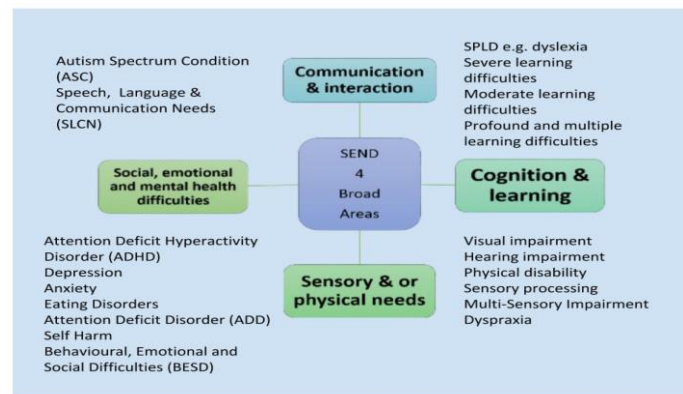 Autism Spectrum Condition
(ASC)
Speech, Language &
Communication Needs
(SLCN)
Communication
& interaction
SPLD e.g. dyslexia
Severe learning
difficulties
Moderate learning
difficulties
Profound and multiple
learning difficulties
Social, emotional
and mental health
difficulties
SEND
4
Broad
Areas
Cognition &
learning
Attention Deficit Hyperactivity
Disorder (ADHD)
Depression
Anxiety
Eating Disorders
Attention Deficit Disorder (ADD)
Self Harm
Behavioural, Emotional and
Social Difficulties (BESD)
Sensory & or
physical needs
Visual impairment
Hearing impairment
Physical disability
Sensory processing
Multi-Sensory Impairment
Dyspraxia